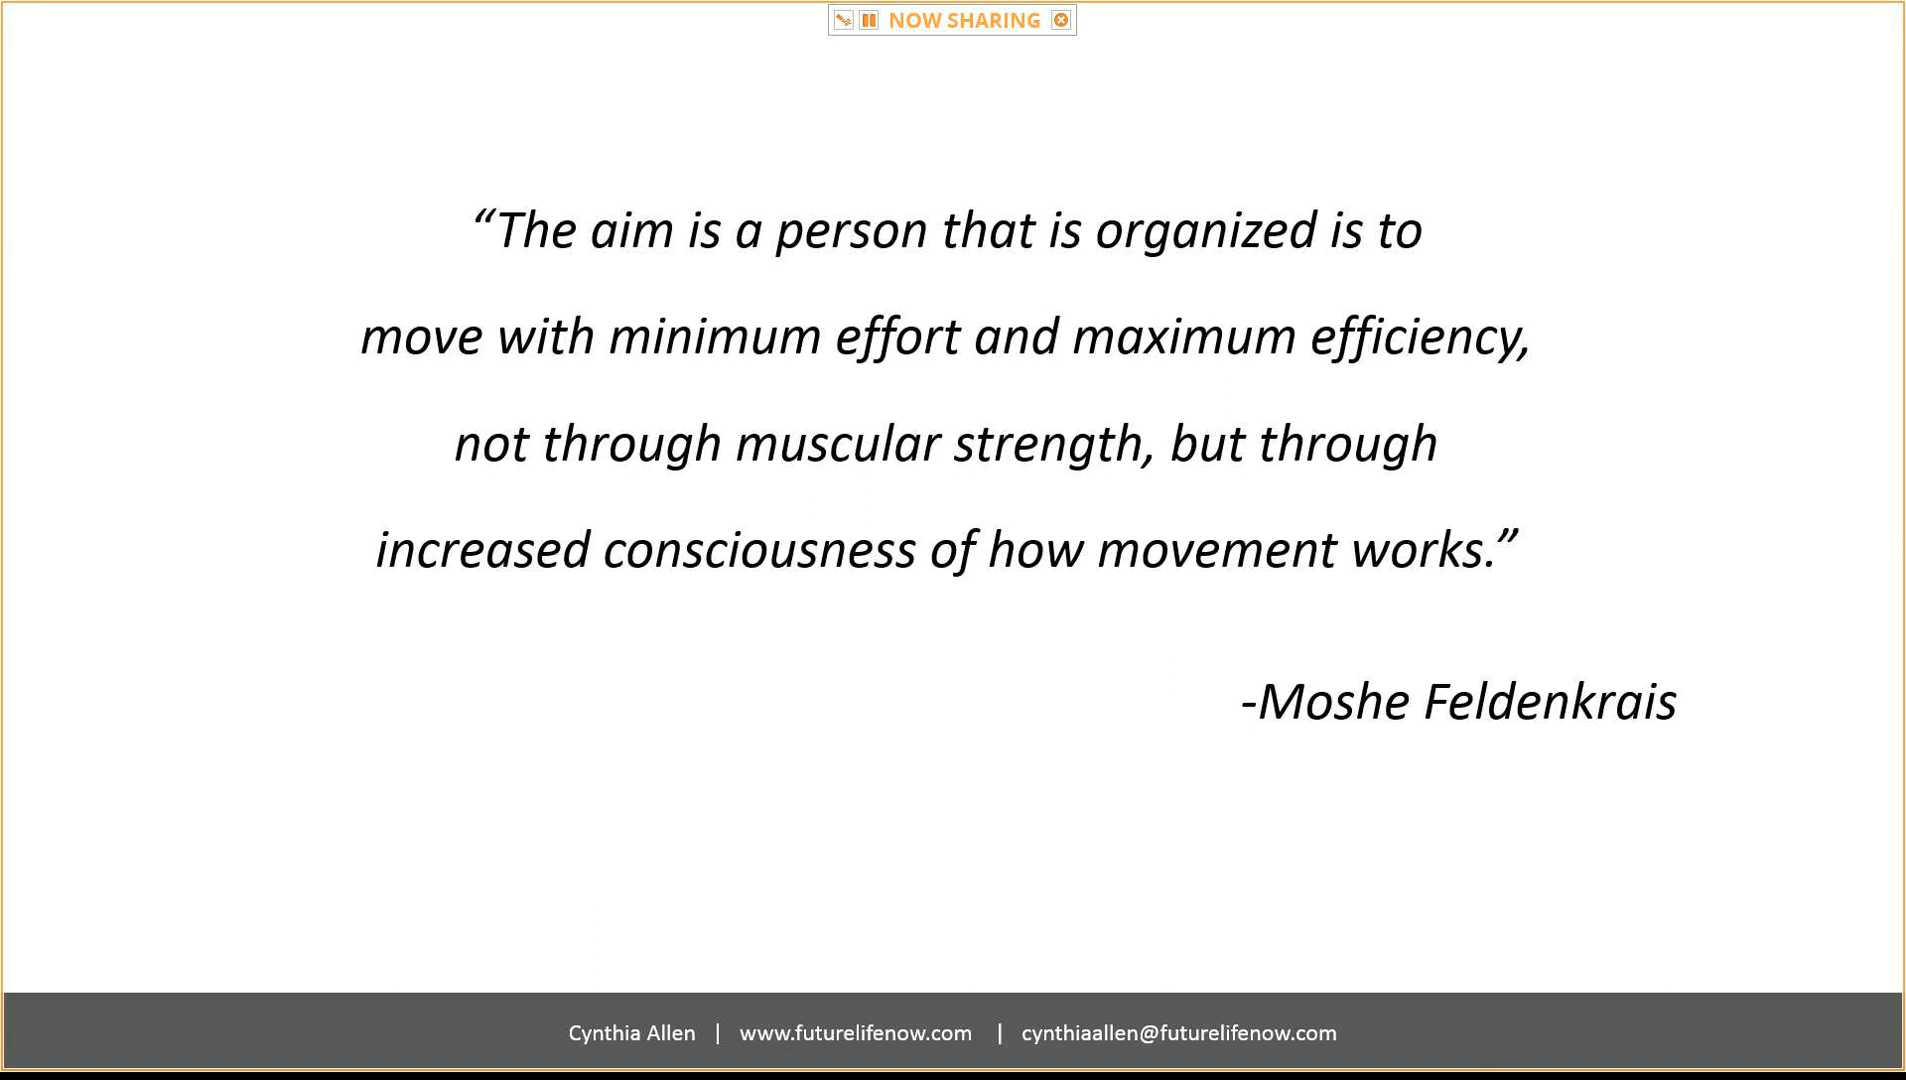 NOW SHARING
“The aim is a person that is organized is to
move with minimum effort and maximum efficiency,
not through muscular strength, but through
increased consciousness of how movement works.”
-Moshe Feldenkrais
Cynthia Allen | www.futurelifenow.com | cynthiaallen@futurelifenow.com